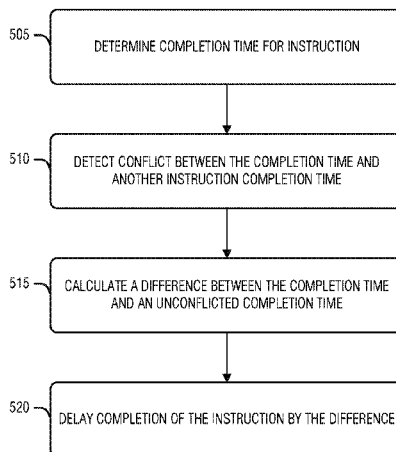 505
DETERMINE COMPLETION TIME FOR INSTRUCTION
510
DETECT CONFLICT BETWEEN THE COMPLETION TIME AND
ANOTHER INSTRUCTION COMPLETION TIME
515
CALCULATE A DIFFERENCE BETWEEN THE COMPLETION TIME
AND AN UNCONFLICTED COMPLETION TIME
520
DELAY COMPLETION OF THE INSTRUCTION BY THE DIFFERENCE